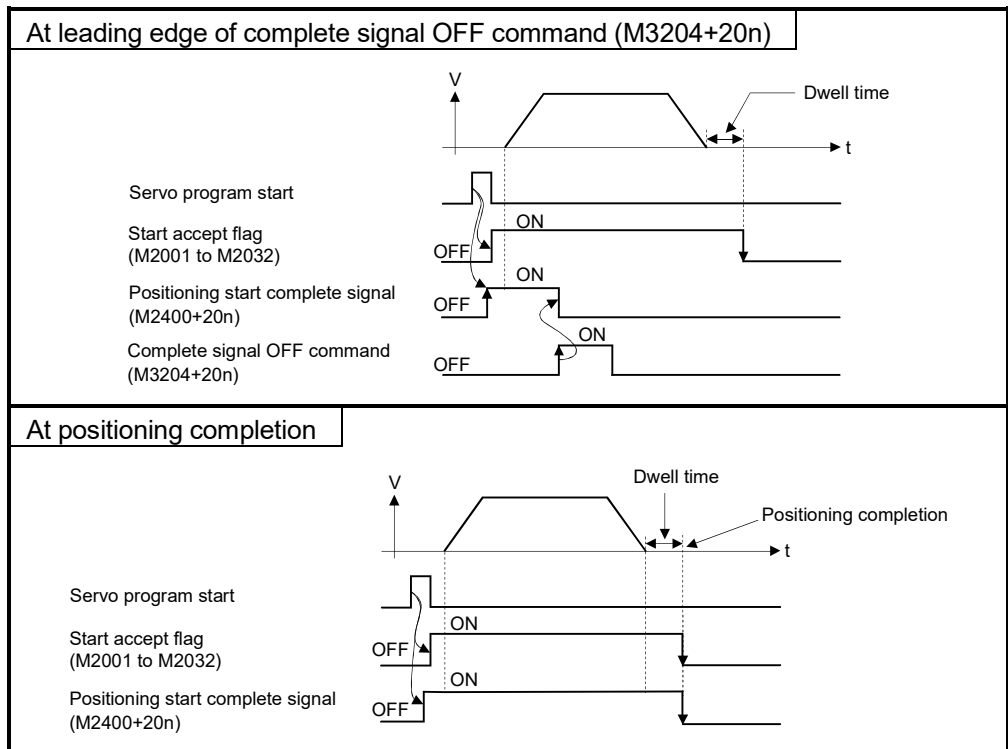 At leading edge of complete signal OFF command (M3204+20n)
V
Dwell time
t
Servo program start
ON
Start accept flag
(M2001 to M2032)
OFF
ON
Positioning start complete signal
(M2400+20n)
OFF
ON
Complete signal OFF command
(M3204+20n)
OFF
At positioning completion
V
Dwell time
Positioning completion
t
Servo program start
ON
Start accept flag
(M2001 to M2032)
OFF
ON
Positioning start complete signal
(M2400+20n)
OFF